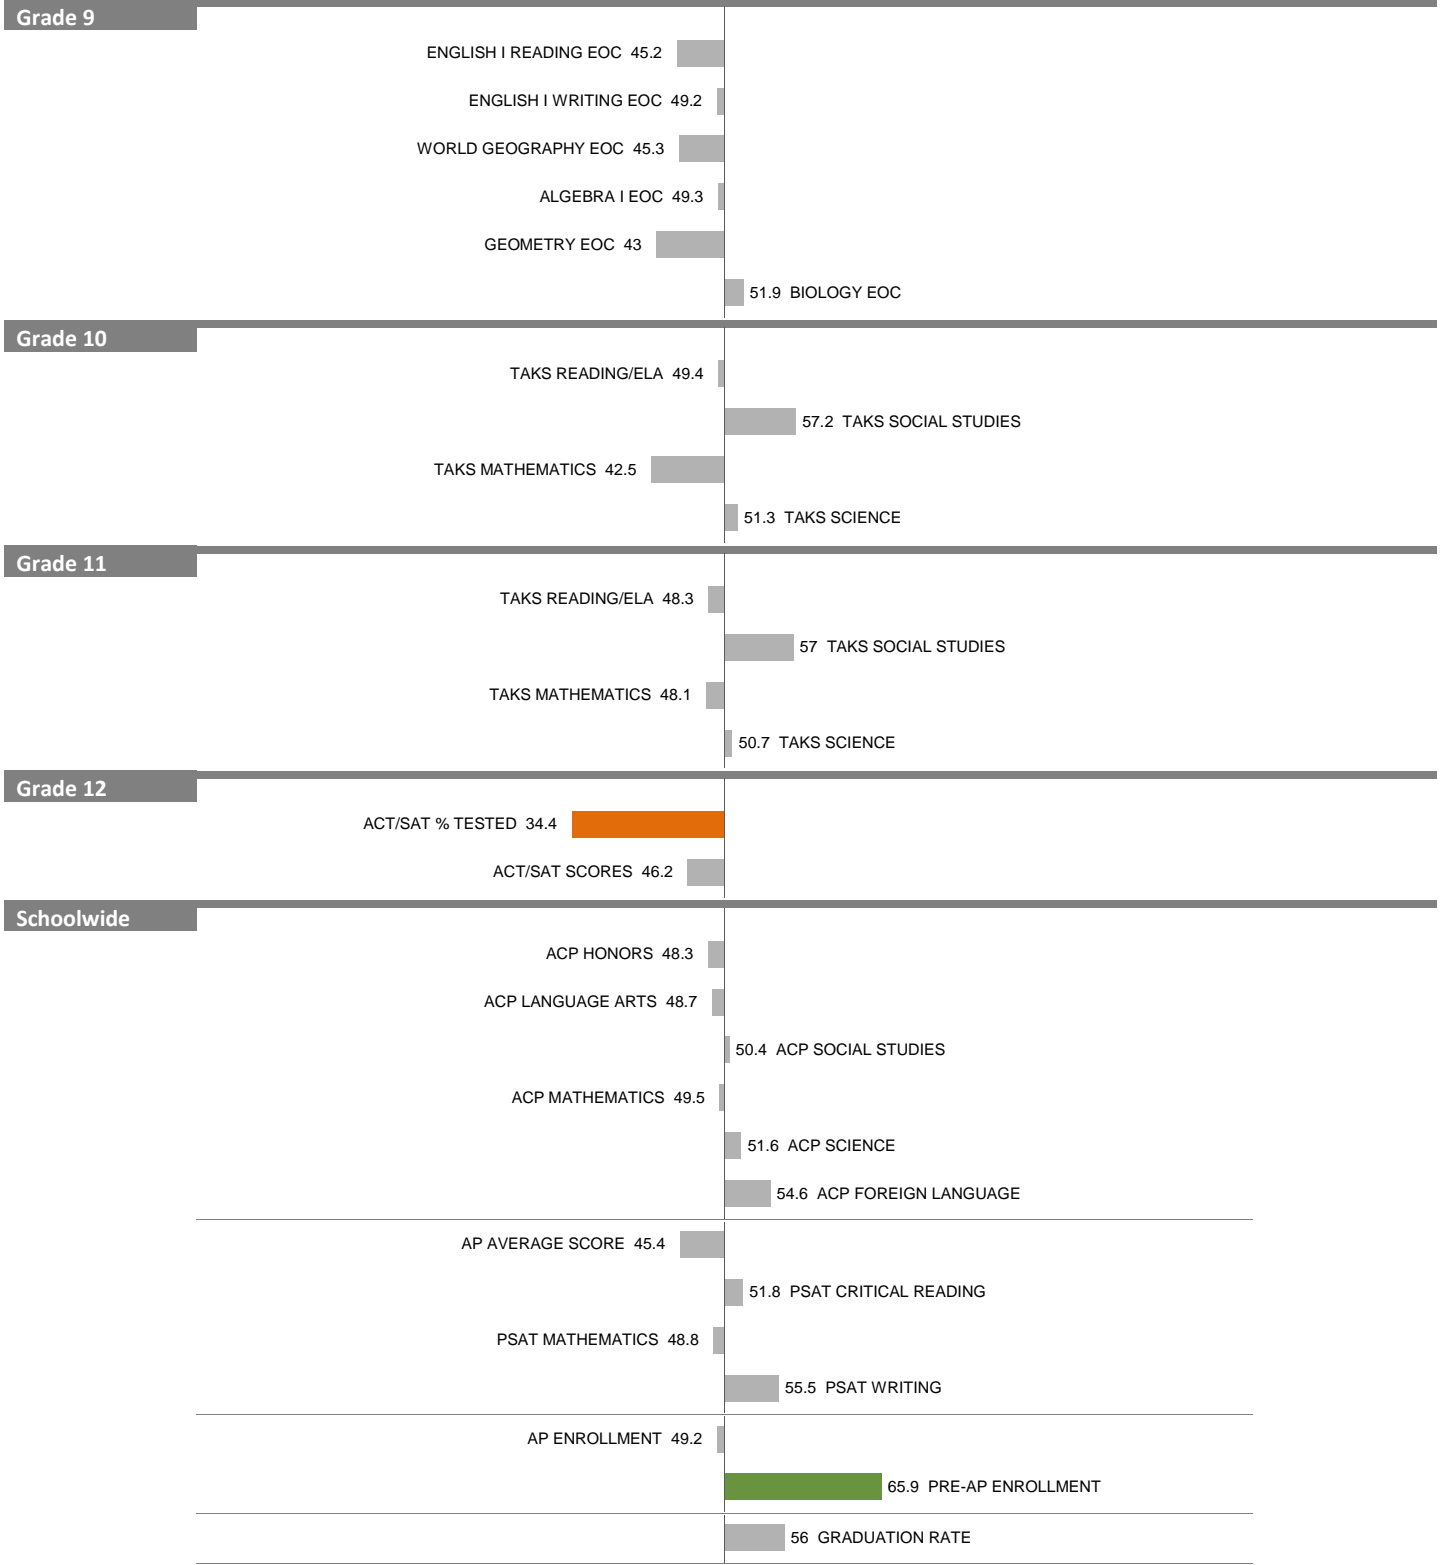 Grade 9
ENGLISH I READING EOC 45.2
ENGLISH I WRITING EOC 49.2
WORLD GEOGRAPHY EOC 45.3
ALGEBRA I EOC 49.3
GEOMETRY EOC 43
51.9 BIOLOGY EOC
Grade 10
TAKS READING/ELA 49.4
57.2 TAKS SOCIAL STUDIES
TAKS MATHEMATICS 42.5
51.3 TAKS SCIENCE
Grade 11
TAKS READING/ELA 48.3
57 TAKS SOCIAL STUDIES
TAKS MATHEMATICS 48.1
50.7 TAKS SCIENCE
Grade 12
ACT/SAT % TESTED 34.4
ACT/SAT SCORES 46.2
Schoolwide
ACP HONORS 48.3
ACP LANGUAGE ARTS 48.7
50.4 ACP SOCIAL STUDIES
ACP MATHEMATICS 49.5
51.6 ACP SCIENCE
54.6 ACP FOREIGN LANGUAGE
AP AVERAGE SCORE 45.4
51.8 PSAT CRITICAL READING
PSAT MATHEMATICS 48.8
55.5 PSAT WRITING
AP ENROLLMENT 49.2
65.9 PRE-AP ENROLLMENT
56 GRADUATION RATE